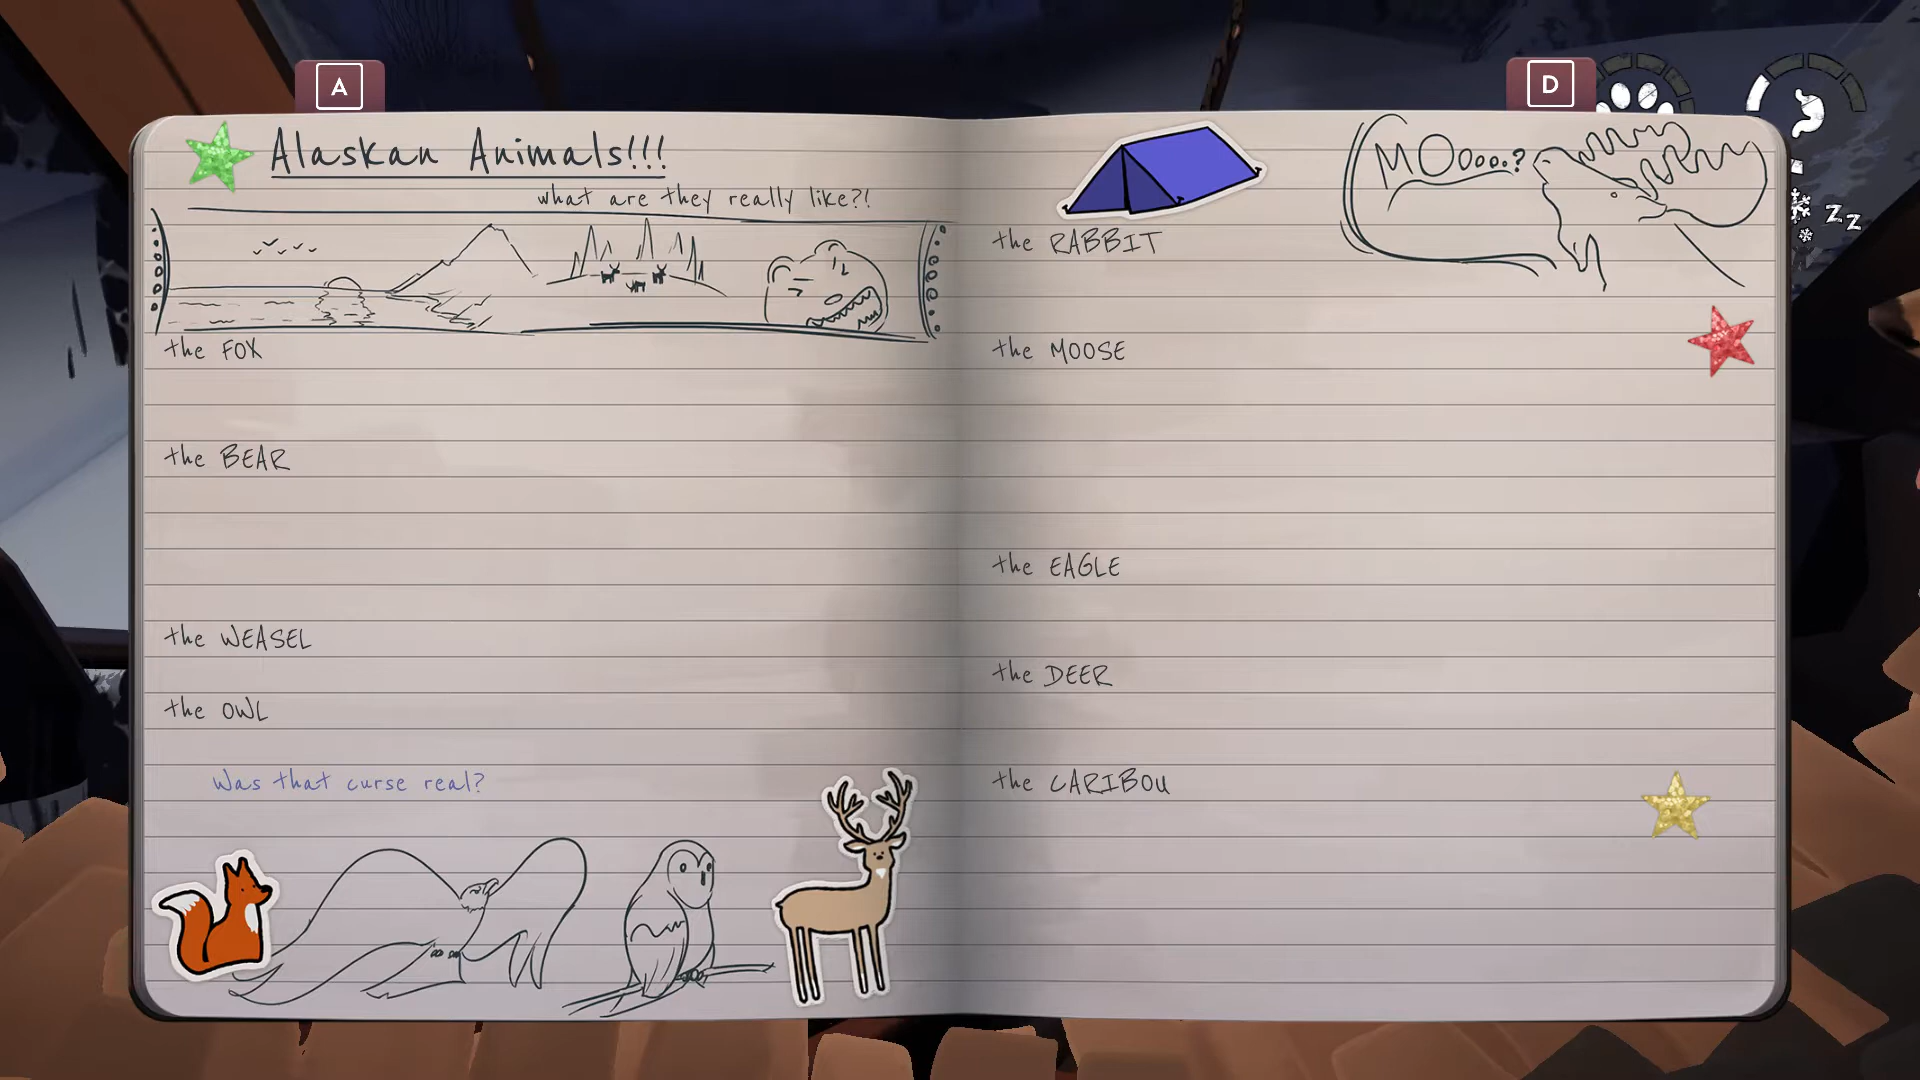 A
D
Alaskan Animals!!!
what are they really like?!
the FOX
the BEAR
the WEASEL
the OWL
Was that curse real?
MOooo..?
the RABBIT
the MOOSE
the EAGLE
the DEER
the CARIBOU
Z Z